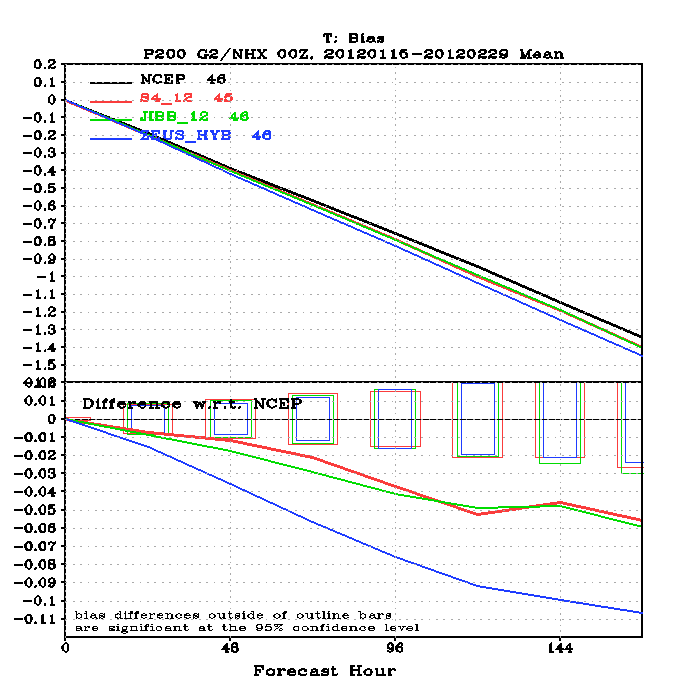 T: Bias
P200 G2/NHX 00Z, 20120116-20120229 Mean
0.2
0.1
0
-0.1
-0.2
-0.3
-0.4
-0.5
-0.6
-0.7
-0.8
-0.9
-1
-1.1
-1.2
-1.3
-1.4
-1.5
NCEP 46
S4_12 45
JIBB_12 46
ZEUS_HYB 46
0.01
0
-0.01
-0.02
-0.03
-0.04
-0.05
-0.06
-0.07
-0.08
-0.09
-0.1
-0.11
Difference w.r.t. NCEP
bias differences outside of outline bars
are significant at the 95% confidence level
0 48 96 144
Forecast Hour